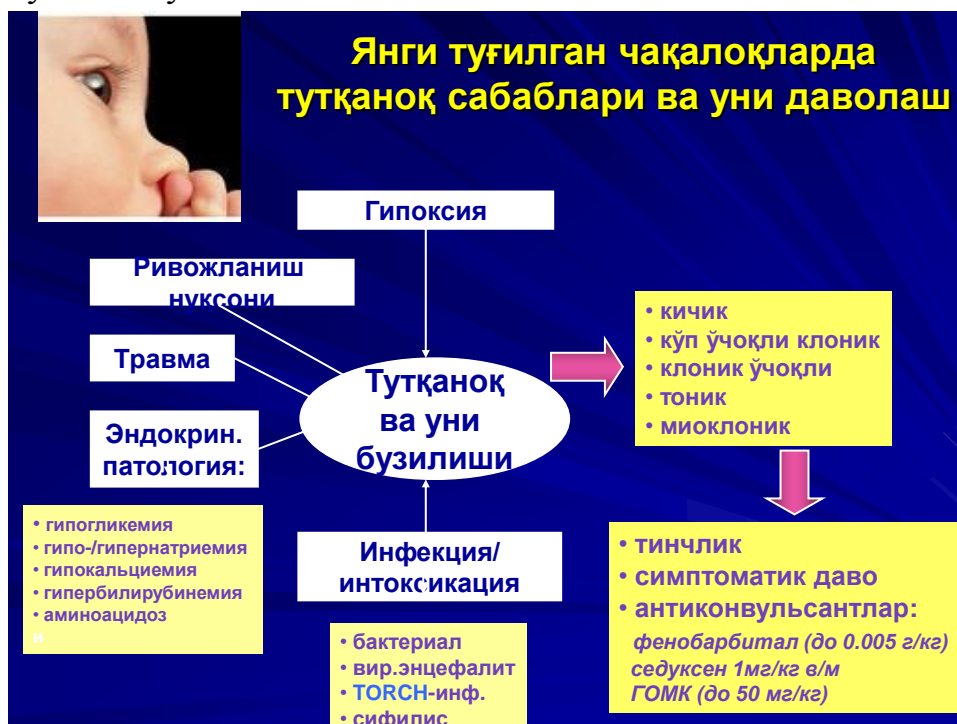 Янги туғилган чақалоқларда
тутқаноқ сабаблари ва уни даволаш
Гипоксия
Ривожланиш
нуқсони
Травма
Эндокрин.
патология:
• гипогликемия
• гипо-/гипернатриемия
• гипокальциемия
• гипербилирубинемия
• аминоацидоз
и
Тутқаноқ
ва уни
бузилиши
Инфекция/
интоксикация
• бактериал
• вир.энцефалит
• TORCH-инф.
• сифилис
• кичик
• кўп ўчоқли клоник
• клоник ўчоқли
• тоник
• миоклоник
• тинчлик
• симптоматик даво
• антиконвульсантлар:
фенобарбитал (до 0.005 г/кг)
седуксен 1мг/кг в/м
ГОМК (до 50 мг/кг)